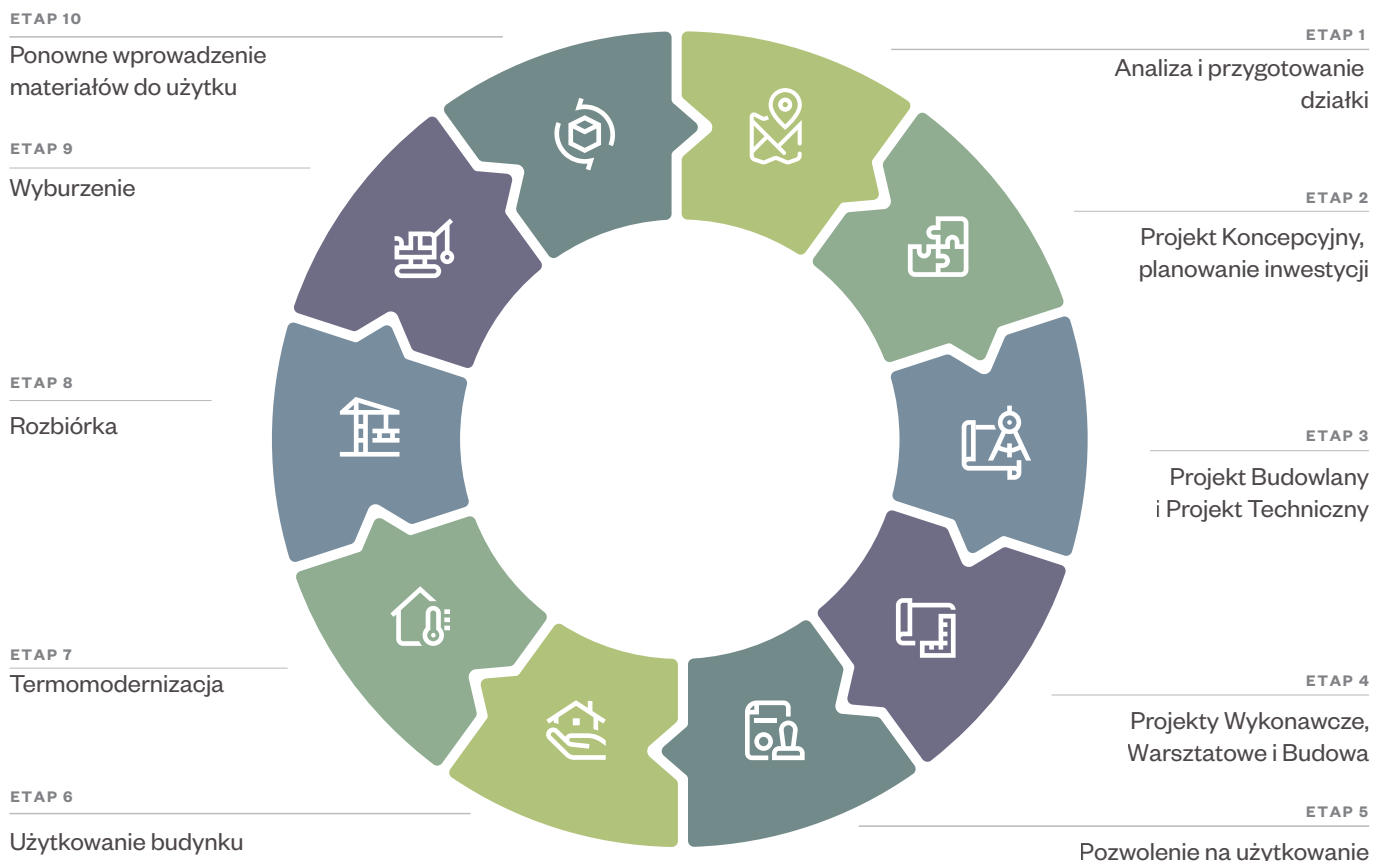 ETAP 1
Analiza i przygotowanie
działki
ETAP 2
Projekt Koncepcyjny,
planowanie inwestycji
ETAP 3
Projekt Budowlany
i Projekt Techniczny
ETAP 4
Projekty Wykonawcze,
Warsztatowe i Budowa
ETAP 5
Pozwolenie na użytkowanie
ETAP 6
Użytkowanie budynku
ETAP 7
Termomodernizacja
ETAP 8
Rozbiórka
ETAP 9
Wyburzenie
ETAP 10
Ponowne wprowadzenie
materiałów do użytku